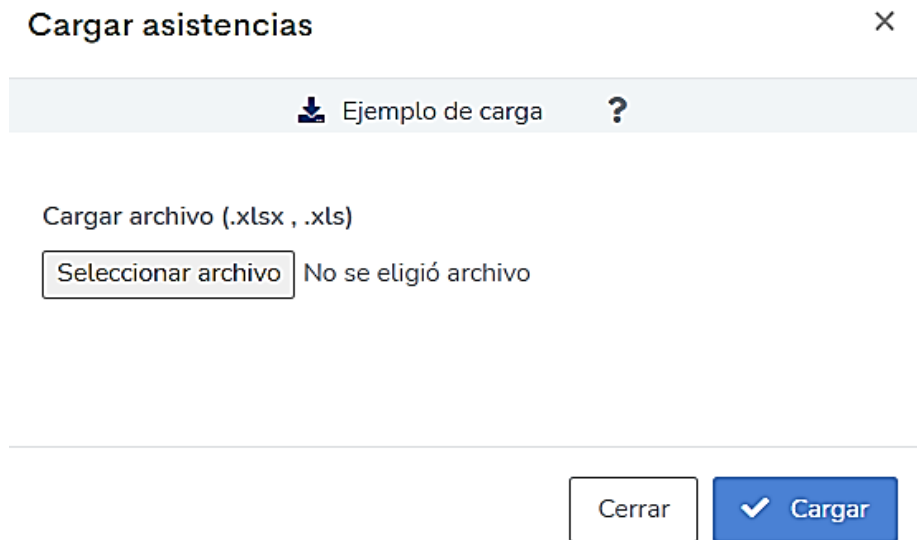 Cargar asistencias
Ejemplo de carga ?
Cargar archivo (.xlsx , .xls)
Seleccionar archivo No se eligió archivo
Cerrar Cargar